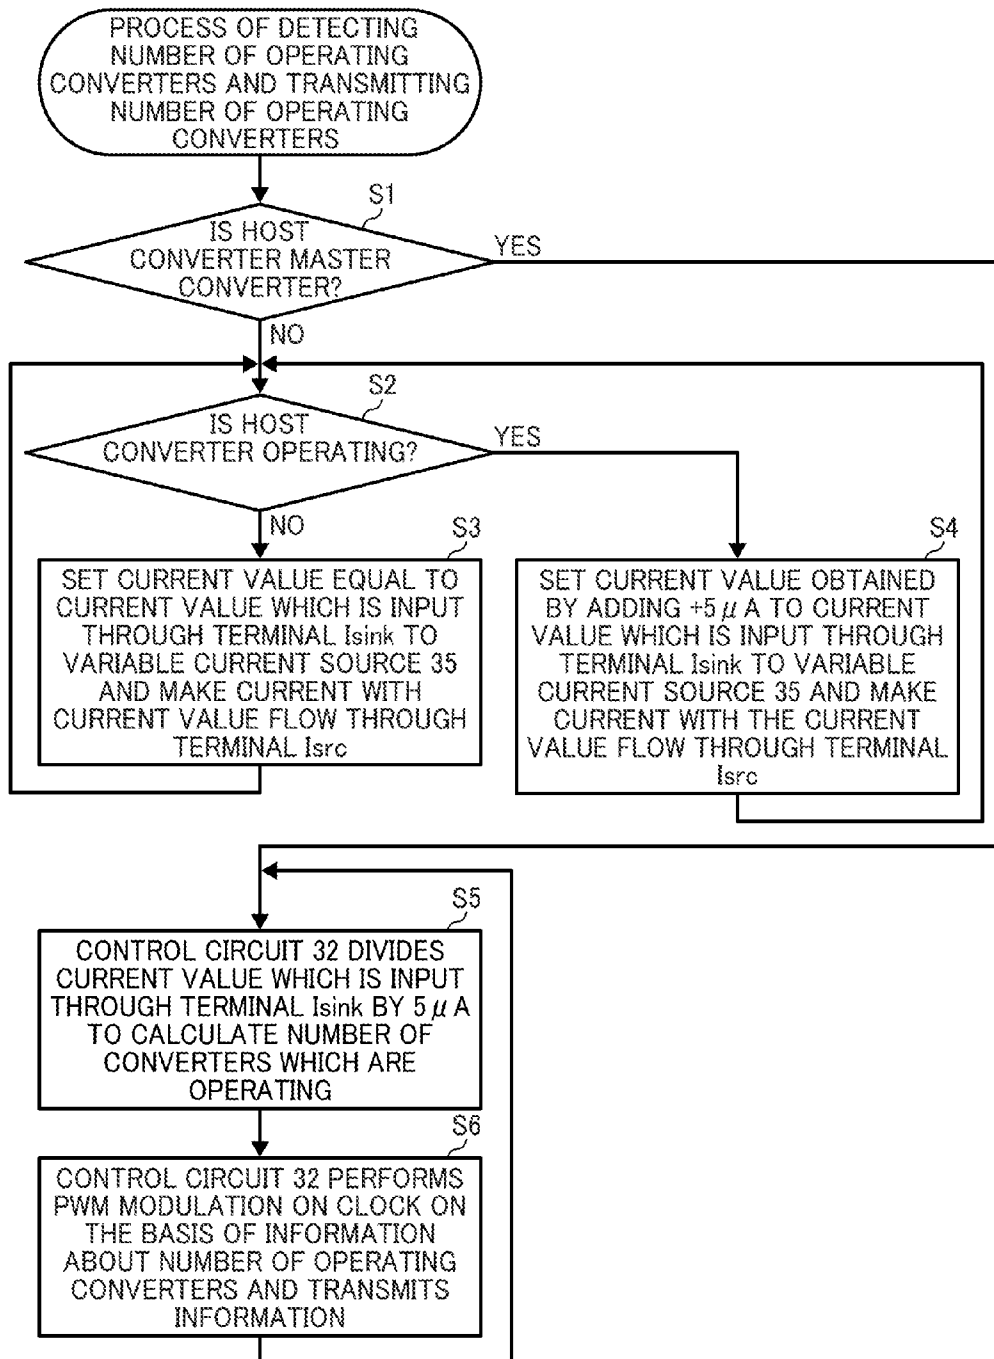 PROCESS OF DETECTING
NUMBER OF OPERATING
CONVERTERS AND TRANSMITTING
NUMBER OF OPERATING
CONVERTERS
S1
IS HOST
CONVERTER MASTER
CONVERTER?
YES
NO
S2
IS HOST
CONVERTER OPERATING?
YES
NO
S3
SET CURRENT VALUE EQUAL TO
CURRENT VALUE WHICH IS INPUT
THROUGH TERMINAL Isink TO
VARIABLE CURRENT SOURCE 35
AND MAKE CURRENT WITH
CURRENT VALUE FLOW THROUGH
TERMINAL Isrc
S4
SET CURRENT VALUE OBTAINED
BY ADDING +5μA TO CURRENT
VALUE WHICH IS INPUT THROUGH
TERMINAL Isink TO VARIABLE
CURRENT SOURCE 35 AND MAKE
CURRENT WITH THE CURRENT
VALUE FLOW THROUGH TERMINAL
Isrc
S5
CONTROL CIRCUIT 32 DIVIDES
CURRENT VALUE WHICH IS INPUT
THROUGH TERMINAL Isink BY 5μA
TO CALCULATE NUMBER OF
CONVERTERS WHICH ARE
OPERATING
S6
CONTROL CIRCUIT 32 PERFORMS
PWM MODULATION ON CLOCK ON
THE BASIS OF INFORMATION
ABOUT NUMBER OF OPERATING
CONVERTERS AND TRANSMITS
INFORMATION